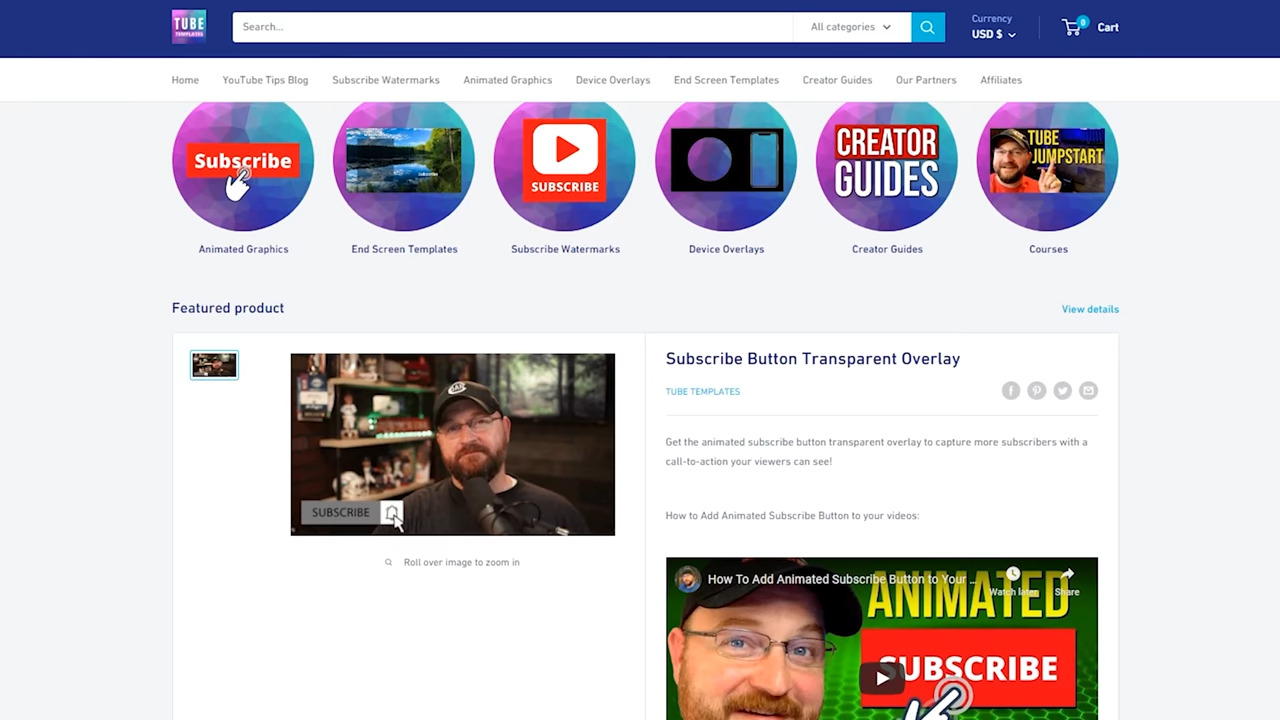 TUBE
TEMPLATES
Search...
All categories
Currency
USD $
0
Cart
Home
YouTube Tips Blog
Subscribe Watermarks
Animated Graphics
Device Overlays
End Screen Templates
Creator Guides
Our Partners
Affiliates
Subscribe
SUBSCRIBE
CREATOR
GUIDES
TUBE
JUMPSTART
Animated Graphics
End Screen Templates
Subscribe Watermarks
Device Overlays
Creator Guides
Courses
Featured product
View details
SUBSCRIBE
Roll over image to zoom in
Subscribe Button Transparent Overlay
TUBE TEMPLATES
Get the animated subscribe button transparent overlay to capture more subscribers with a
call-to-action your viewers can see!
How to Add Animated Subscribe Button to your videos:
How To Add Animated Subscribe Button to Your ...
Watch later
Share
ANIMATED
SUBSCRIBE